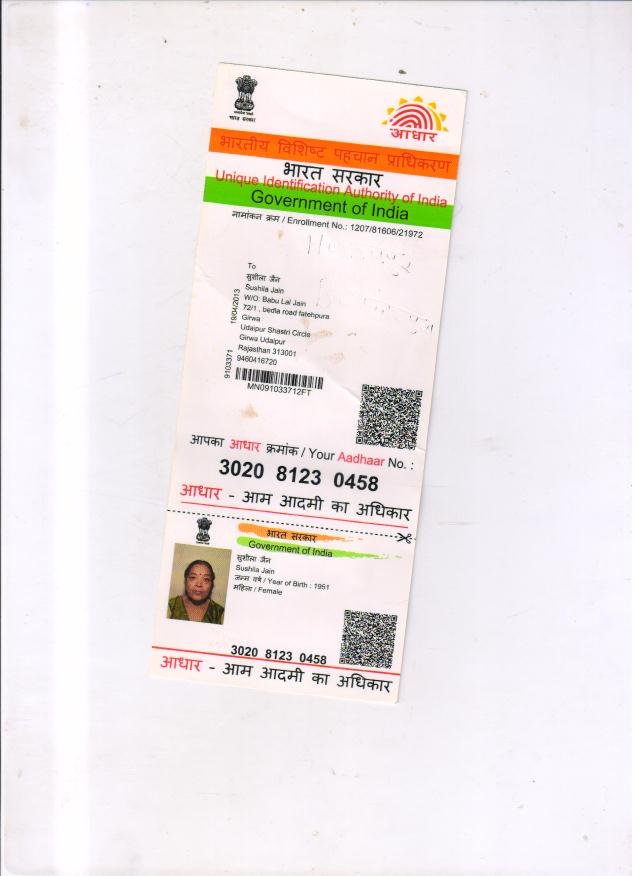 भारत सरकार
आधार
भारतीय विशिष्ट पहचान प्राधिकरण
भारत सरकार
Unique Identification Authority of India
Government of India
नामांकन क्रम / Enrollment No.: 1207/81606/21972
To
सुशीला जैन
Sushila Jain
W/O: Babu Lal Jain
72/1 , bedla road fatehpura
Girwa
Udaipur Shastri Circle
Girwa Udaipur
Rajasthan 313001
9460416720
19/04/2013
9103371
MN091033712FT
आपका आधार क्रमांक / Your Aadhaar No. :
3020 8123 0458
आधार - आम आदमी का अधिकार
भारत सरकार
Government of India
सुशीला जैन
Sushila Jain
जन्म वर्ष / Year of Birth : 1951
महिला / Female
3020 8123 0458
आधार - आम आदमी का अधिकार